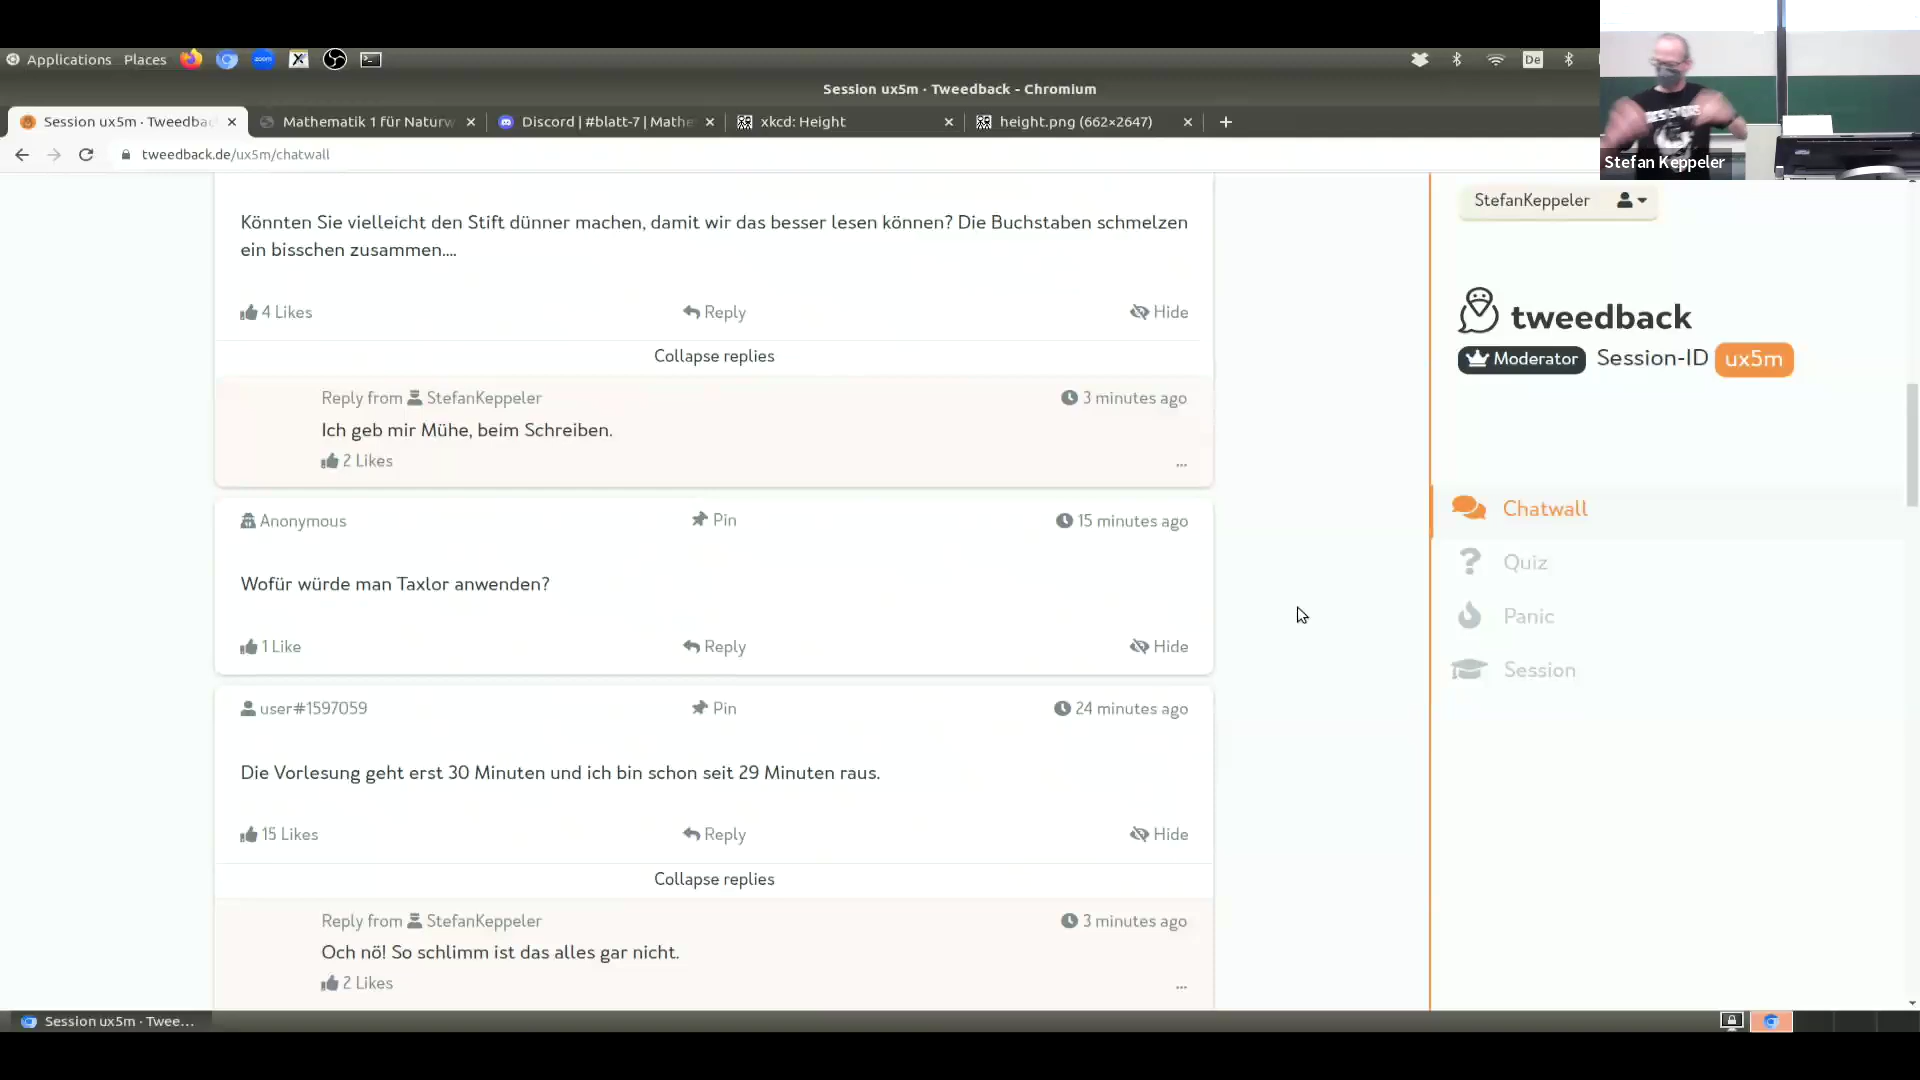 Applications Places zoom De
Session ux5m · Tweedback - Chromium
Session ux5m · Tweedba
Mathematik 1 für Naturw
Discord | #blatt-7 | Mathe
xkcd: Height
height.png (662×2647)
tweedback.de/ux5m/chatwall
Stefan Keppeler
StefanKeppeler
Könnten Sie vielleicht den Stift dünner machen, damit wir das besser lesen können? Die Buchstaben schmelzen
ein bisschen zusammen....
4 Likes Reply Hide
Collapse replies
Reply from StefanKeppeler 3 minutes ago
Ich geb mir Mühe, beim Schreiben.
2 Likes ...
Anonymous Pin 15 minutes ago
Wofür würde man Taxlor anwenden?
1 Like Reply Hide
user#1597059 Pin 24 minutes ago
Die Vorlesung geht erst 30 Minuten und ich bin schon seit 29 Minuten raus.
15 Likes Reply Hide
Collapse replies
Reply from StefanKeppeler 3 minutes ago
Och nö! So schlimm ist das alles gar nicht.
2 Likes ...
tweedback
Moderator Session-ID ux5m
Chatwall
Quiz
Panic
Session
Session ux5m · Twee...